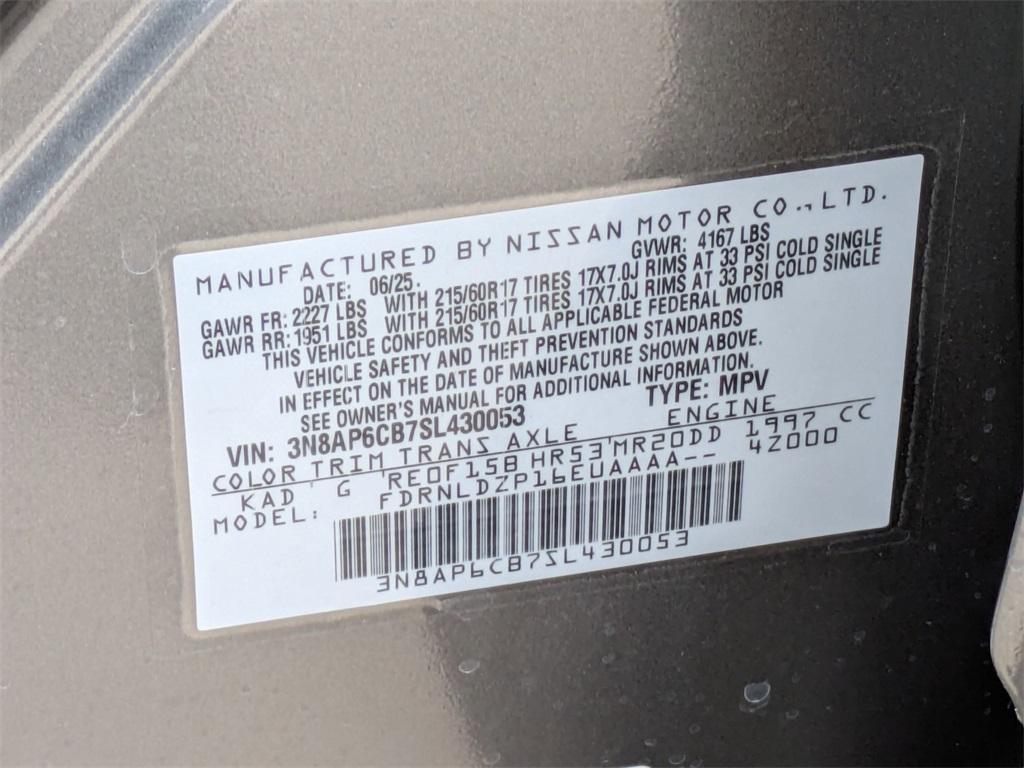 MANUFACTURED BY NISSAN MOTOR CO.,LTD.
DATE: 06/25. GVWR: 4167 LBS
GAWR FR: 2227 LBS WITH 215/60R17 TIRES 17X7.0J RIMS AT 33 PSI COLD SINGLE
GAWR RR: 1951 LBS WITH 215/60R17 TIRES 17X7.0J RIMS AT 33 PSI COLD SINGLE
THIS VEHICLE CONFORMS TO ALL APPLICABLE FEDERAL MOTOR
VEHICLE SAFETY AND THEFT PREVENTION STANDARDS
IN EFFECT ON THE DATE OF MANUFACTURE SHOWN ABOVE.
SEE OWNER'S MANUAL FOR ADDITIONAL INFORMATION.
VIN: 3N8AP6CB7SL430053 TYPE: MPV
COLOR TRIM TRANS AXLE ENGINE
KAD G RE0F15B HR53 MR20DD 1997 CC
MODEL: FDRNLDZP16EUAAAA-- 4Z000
3N8AP6CB7SL430053